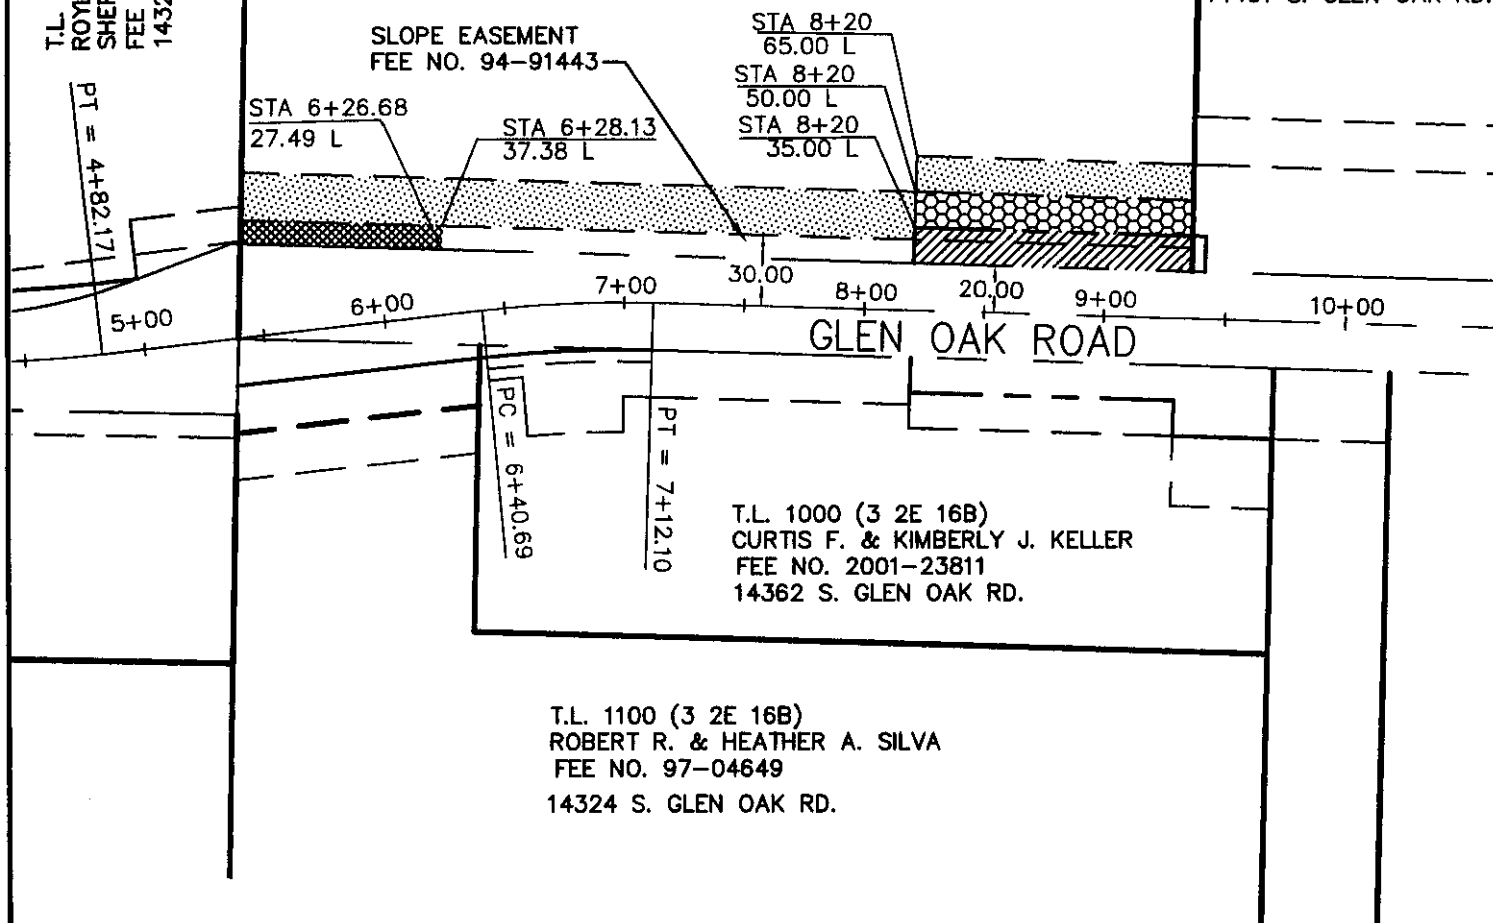 T.L.
FEE
SLOPE EASEMENT
FEE NO. 94-91443
STA 8+20
65.00 L
STA 8+20
50.00 L
STA 8+20
35.00 L
STA 6+26.68
27.49 L
STA 6+28.13
37.38 L
PT = 4+82.17
5+00
6+00
7+00
30.00
8+00
20.00
9+00
10+00
GLEN OAK ROAD
PC = 6+40.69
PT = 7+12.10
T.L. 1000 (3 2E 16B)
CURTIS F. & KIMBERLY J. KELLER
FEE NO. 2001-23811
14362 S. GLEN OAK RD.
T.L. 1100 (3 2E 16B)
ROBERT R. & HEATHER A. SILVA
FEE NO. 97-04649
14324 S. GLEN OAK RD.